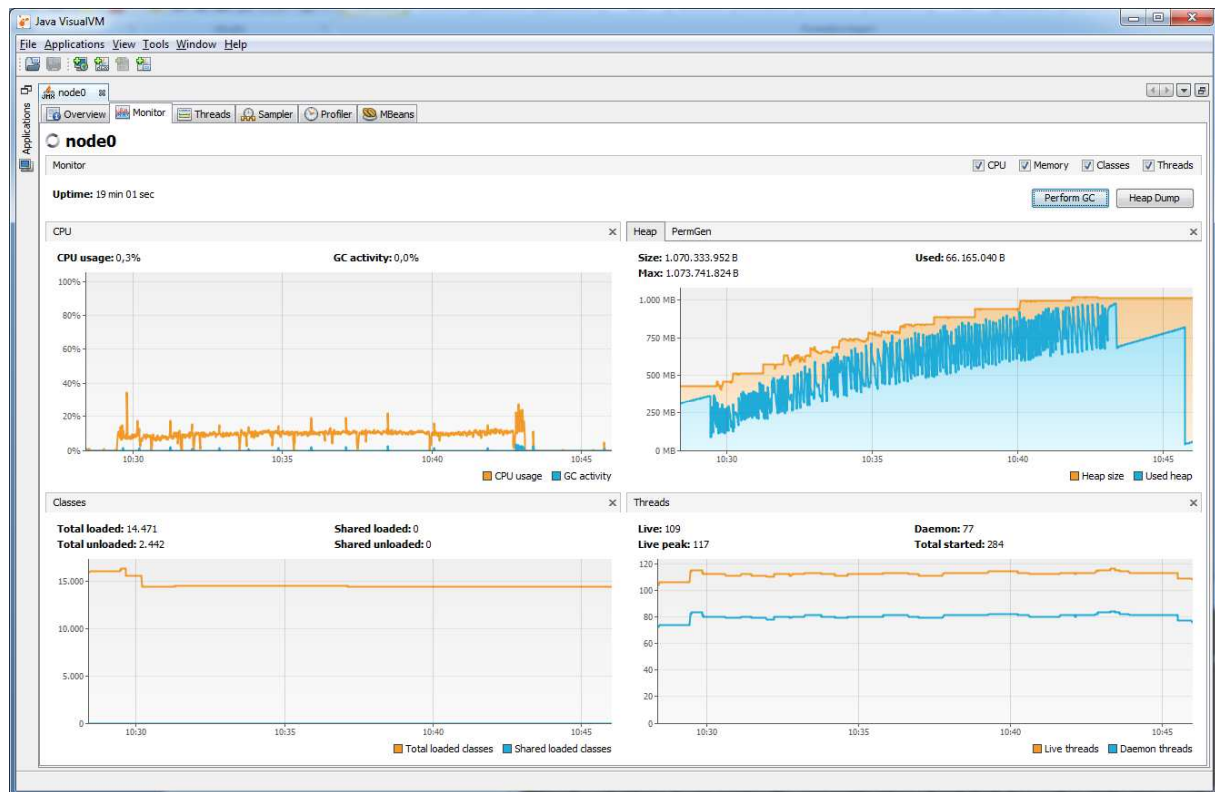 Java VisualVM
File Applications View Tools Window Help
Applications
JMX node0
Overview Monitor Threads Sampler Profiler MBeans
node0
Monitor CPU Memory Classes Threads
Uptime: 19 min 01 sec Perform GC Heap Dump
CPU
CPU usage: 0,3% GC activity: 0,0%
100%
80%
60%
40%
20%
0%
10:30 10:35 10:40 10:45
CPU usage GC activity
Heap PermGen
Size: 1.070.333.952 B Used: 66.165.040 B
Max: 1.073.741.824 B
1.000 MB
750 MB
500 MB
250 MB
0 MB
10:30 10:35 10:40 10:45
Heap size Used heap
Classes
Total loaded: 14.471 Shared loaded: 0
Total unloaded: 2.442 Shared unloaded: 0
15.000
10.000
5.000
0
10:30 10:35 10:40 10:45
Total loaded classes Shared loaded classes
Threads
Live: 109 Daemon: 77
Live peak: 117 Total started: 284
120
100
80
60
40
20
0
10:30 10:35 10:40 10:45
Live threads Daemon threads